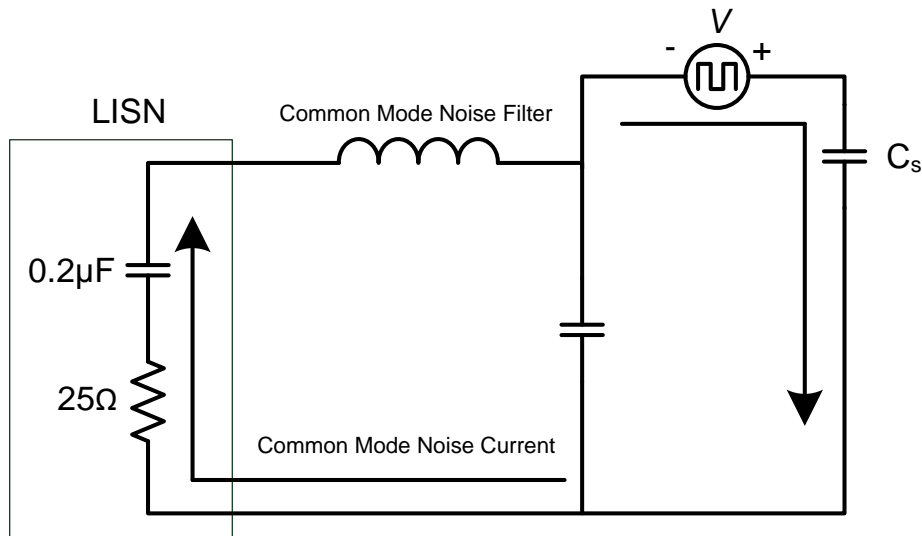 V
- +
LISN
Common Mode Noise Filter
Cs
0.2µF
25Ω
Common Mode Noise Current